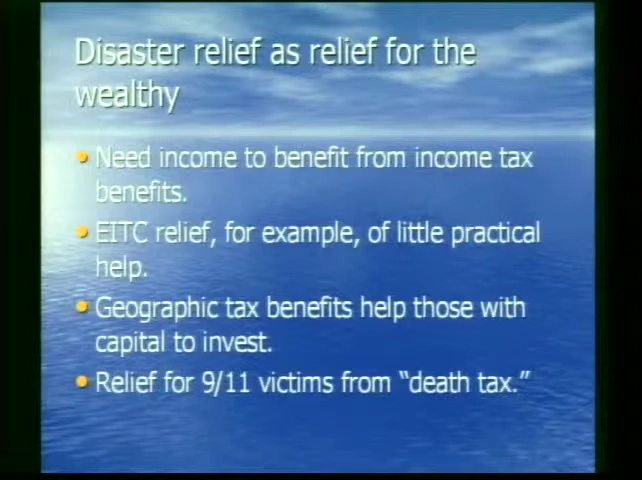 Disaster relief as relief for the
wealthy
• Need income to benefit from income tax
benefits.
• EITC relief, for example, of little practical
help.
• Geographic tax benefits help those with
capital to invest.
• Relief for 9/11 victims from “death tax.”